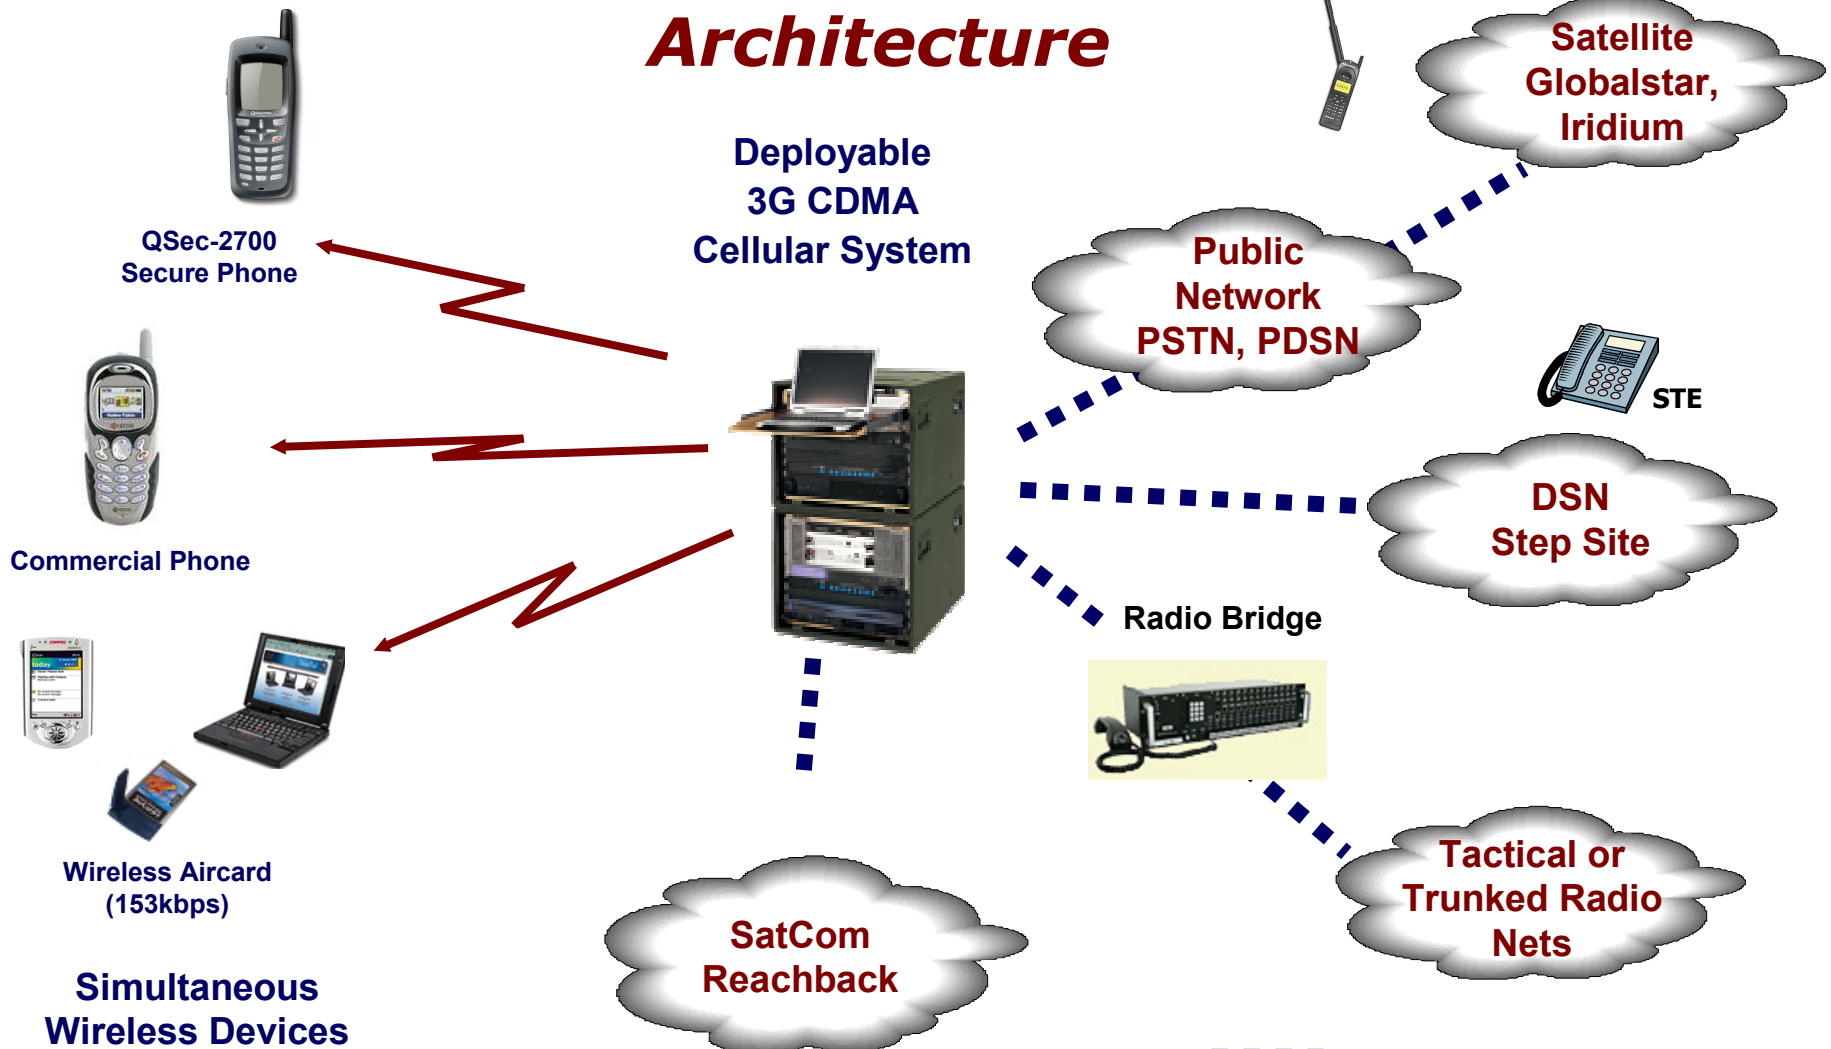 Architecture
Satellite
Globalstar,
Iridium
Deployable
3G CDMA
Cellular System
QSec-2700
Secure Phone
Public
Network
PSTN, PDSN
STE
Commercial Phone
DSN
Step Site
Radio Bridge
today
Wireless Aircard
(153kbps)
Tactical or
Trunked Radio
Nets
SatCom
Reachback
Simultaneous
Wireless Devices